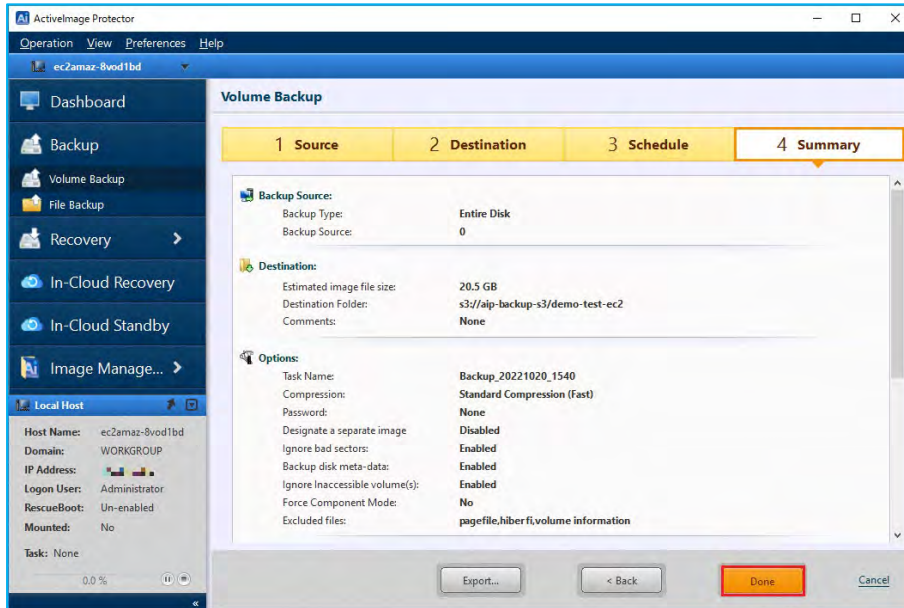 ActiveImage Protector
Operation View Preferences Help
ec2amaz-8vod1bd
Dashboard
Backup
Volume Backup
File Backup
Recovery >
In-Cloud Recovery
In-Cloud Standby
Image Manage... >
Local Host
Host Name: ec2amaz-8vod1bd
Domain: WORKGROUP
IP Address:
Logon User: Administrator
RescueBoot: Un-enabled
Mounted: No
Task: None
0.0 %
«
Volume Backup
1 Source 2 Destination 3 Schedule 4 Summary
Backup Source:
Backup Type: Entire Disk
Backup Source: 0
Destination:
Estimated image file size: 20.5 GB
Destination Folder: s3://aip-backup-s3/demo-test-ec2
Comments: None
Options:
Task Name: Backup_20221020_1540
Compression: Standard Compression (Fast)
Password: None
Designate a separate image Disabled
Ignore bad sectors: Enabled
Backup disk meta-data: Enabled
Ignore Inaccessible volume(s): Enabled
Force Component Mode: No
Excluded files: pagefile,hiberfi,volume information
Export... < Back Done Cancel